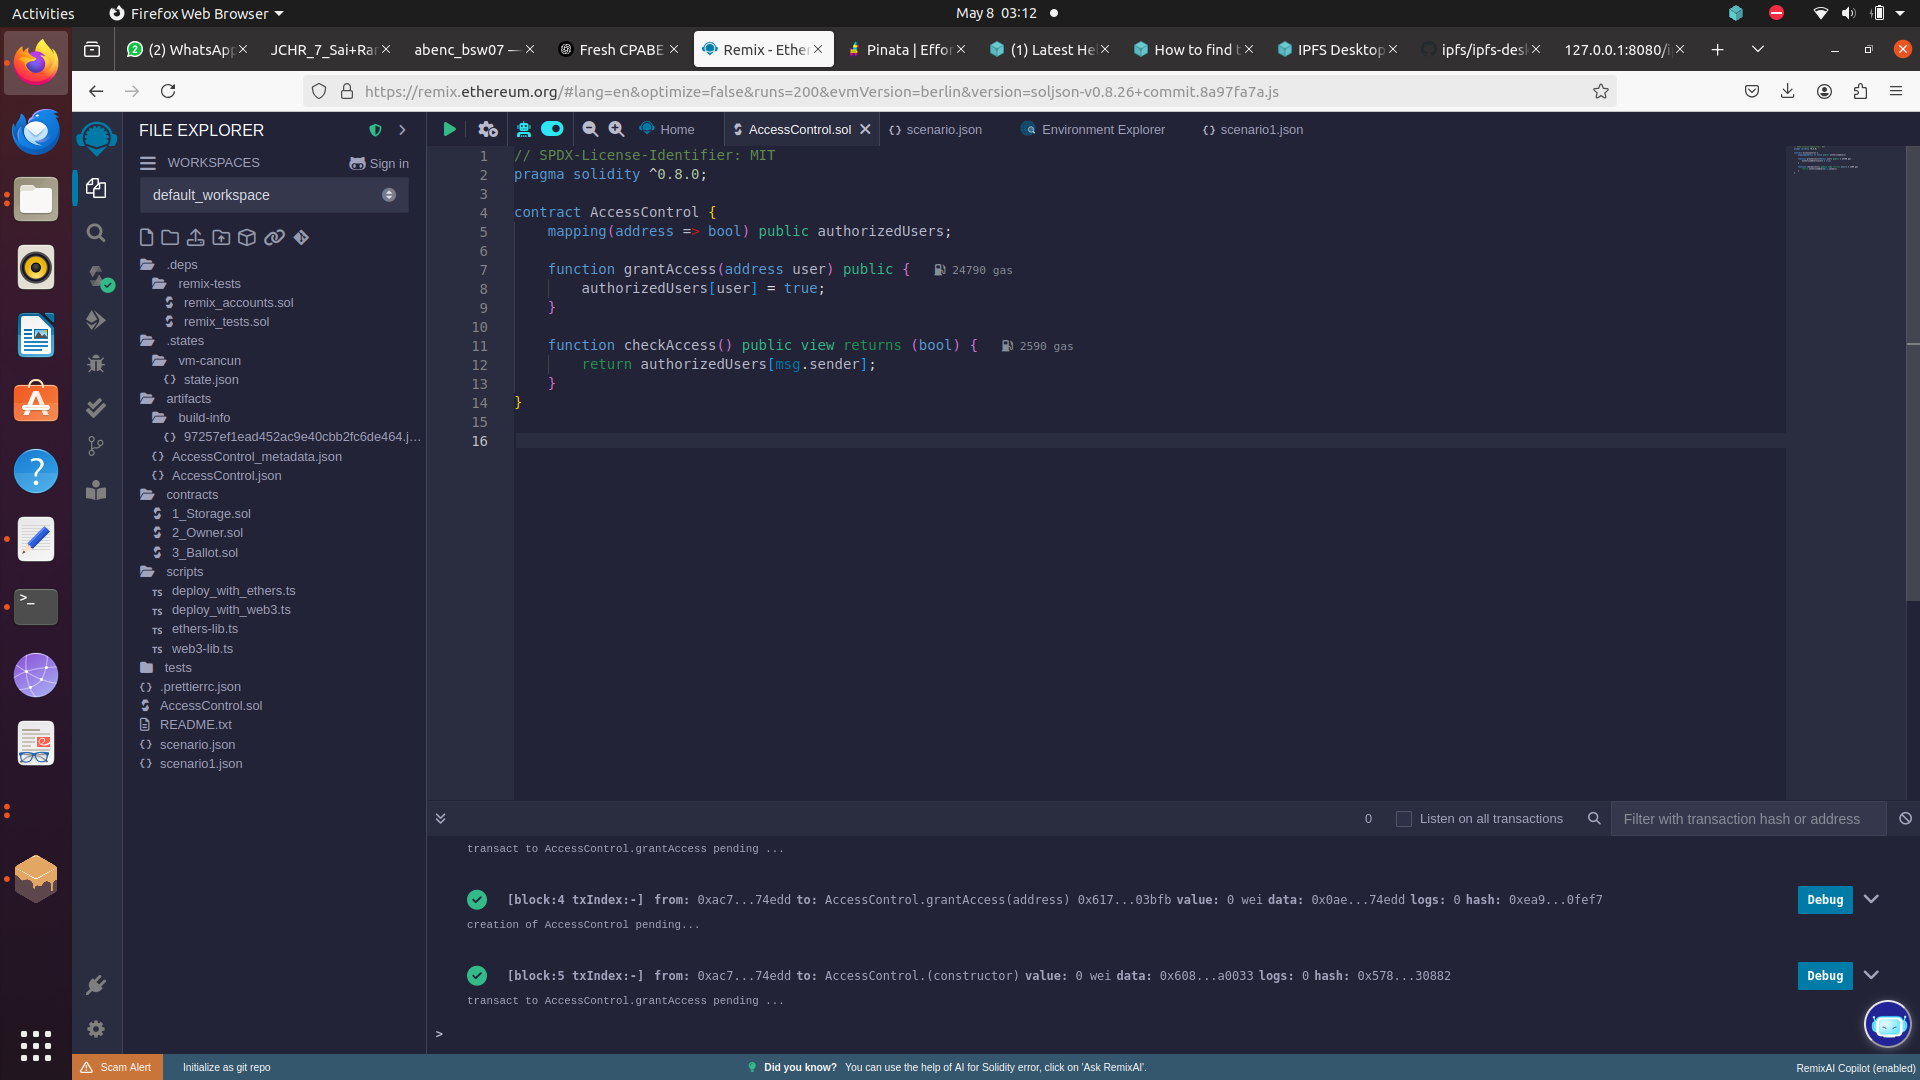 Activities
Firefox Web Browser
May 8 03:12
(2) WhatsApp
JCHR_7_Sai+Ra
abenc_bsw07 —
Fresh CPABE
Remix - Ether
Pinata | Effor
(1) Latest He
How to find t
IPFS Desktop
ipfs/ipfs-desk
127.0.0.1:8080/i
https://remix.ethereum.org/#lang=en&optimize=false&runs=200&evmVersion=berlin&version=soljson-v0.8.26+commit.8a97fa7a.js
FILE EXPLORER
WORKSPACES
Sign in
default_workspace
.deps
remix-tests
remix_accounts.sol
remix_tests.sol
.states
vm-cancun
state.json
artifacts
build-info
97257ef1ead452ac9e40cbb2fc6de464.j...
AccessControl_metadata.json
AccessControl.json
contracts
1_Storage.sol
2_Owner.sol
3_Ballot.sol
scripts
TS deploy_with_ethers.ts
TS deploy_with_web3.ts
TS ethers-lib.ts
TS web3-lib.ts
tests
.prettierrc.json
AccessControl.sol
README.txt
scenario.json
scenario1.json
Home
AccessControl.sol
scenario.json
Environment Explorer
scenario1.json
1 // SPDX-License-Identifier: MIT
2 pragma solidity ^0.8.0;
3
4 contract AccessControl {
5 mapping(address => bool) public authorizedUsers;
6
7 function grantAccess(address user) public { 24790 gas
8 authorizedUsers[user] = true;
9 }
10
11 function checkAccess() public view returns (bool) { 2590 gas
12 return authorizedUsers[msg.sender];
13 }
14 }
15
16
0
Listen on all transactions
Filter with transaction hash or address
transact to AccessControl.grantAccess pending ...
[block:4 txIndex:-] from: 0xac7...74edd to: AccessControl.grantAccess(address) 0x617...03bfb value: 0 wei data: 0x0ae...74edd logs: 0 hash: 0xea9...0fef7
Debug
creation of AccessControl pending...
[block:5 txIndex:-] from: 0xac7...74edd to: AccessControl.(constructor) value: 0 wei data: 0x608...a0033 logs: 0 hash: 0x578...30882
Debug
transact to AccessControl.grantAccess pending ...
>
Scam Alert
Initialize as git repo
Did you know? You can use the help of AI for Solidity error, click on 'Ask RemixAI'.
RemixAI Copilot (enabled)